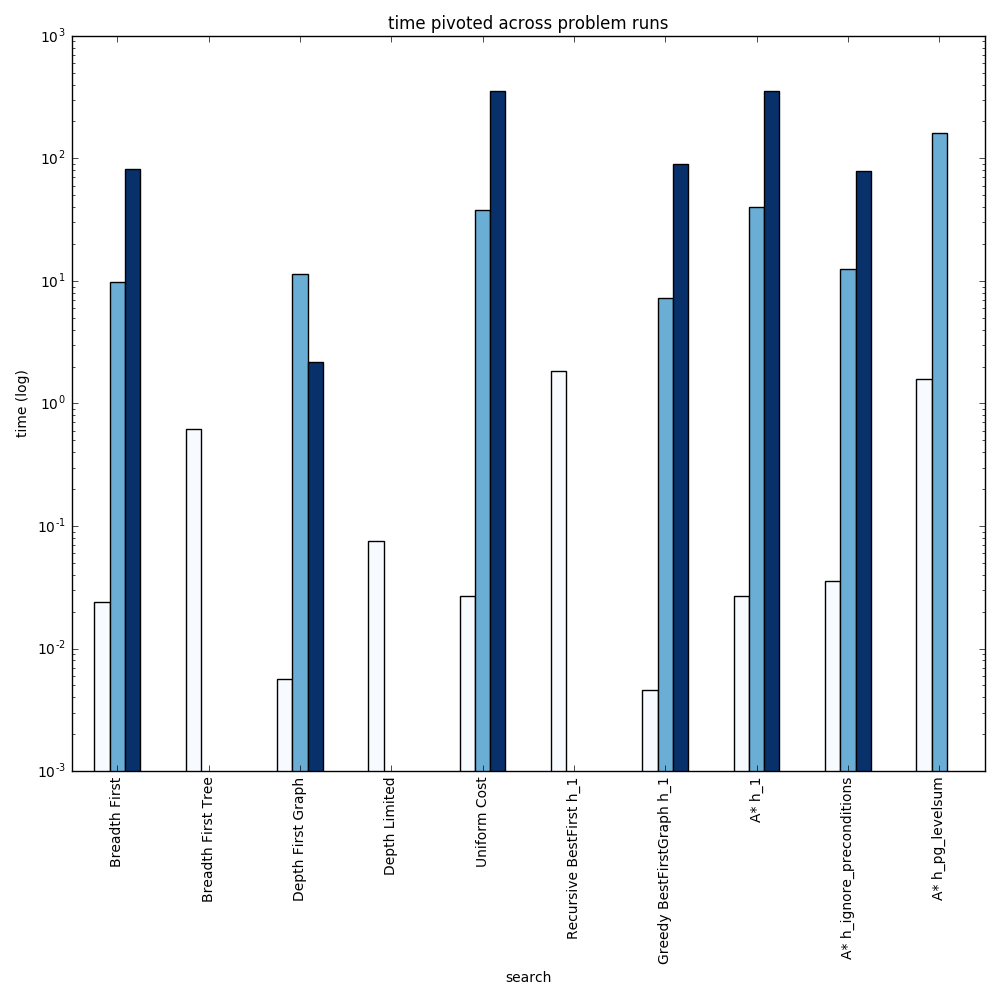 time pivoted across problem runs
10^3
10^2
10^1
10^0
10^-1
10^-2
10^-3
time (log)
Breadth First
Breadth First Tree
Depth First Graph
Depth Limited
Uniform Cost
Recursive BestFirst h_1
Greedy BestFirstGraph h_1
A* h_1
A* h_ignore_preconditions
A* h_pg_levelsum
search